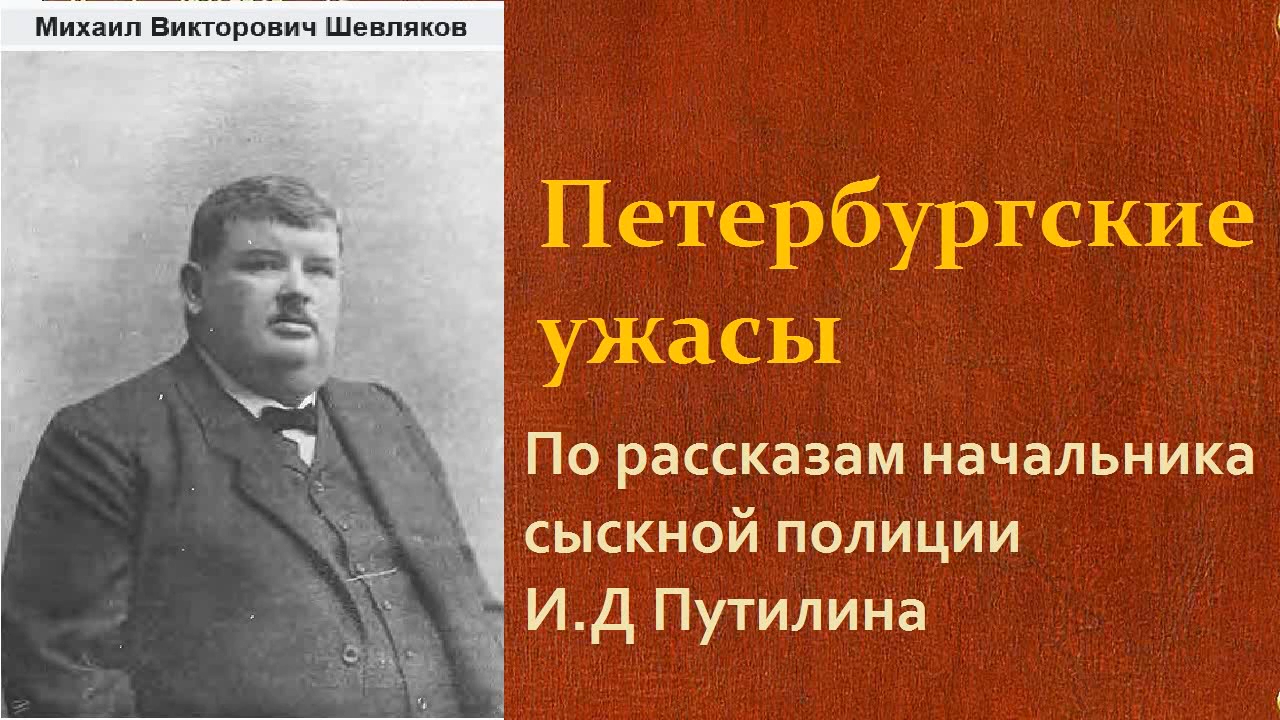 Михаил Викторович Шевляков
Петербургские
ужасы
По рассказам начальника
сыскной полиции
И.Д Путилина